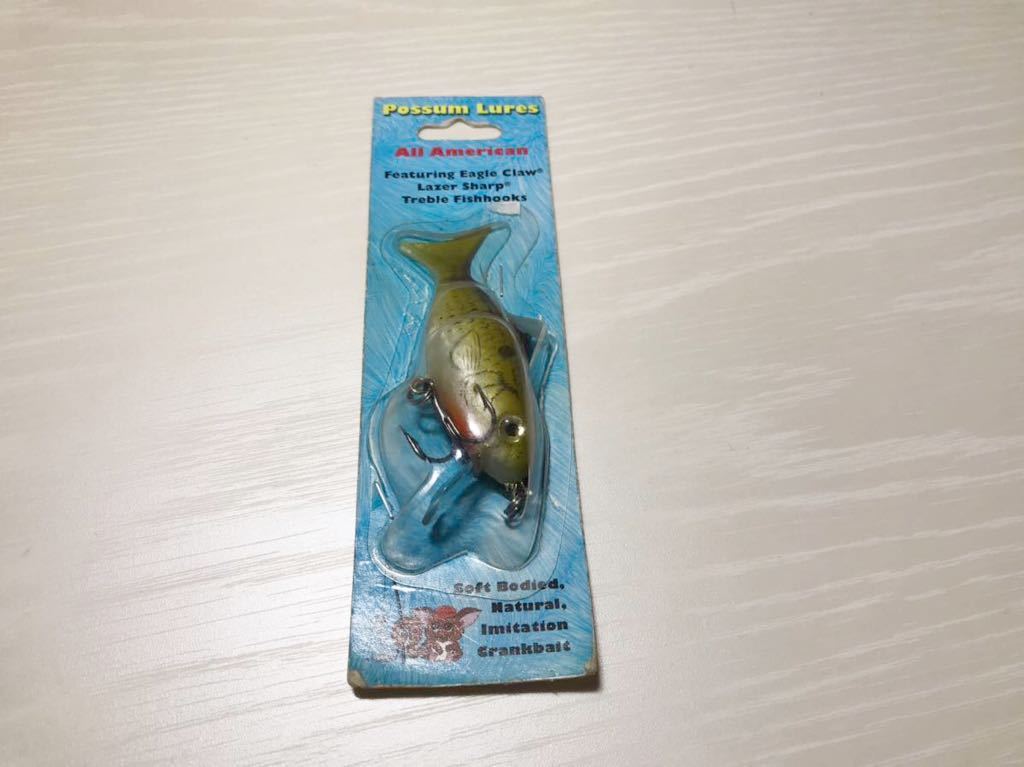 Possum Lures
All American
Featuring Eagle Claw®
Lazer Sharp®
Treble Fishhooks
Soft Bodied,
Natural,
Imitation
Crankbait